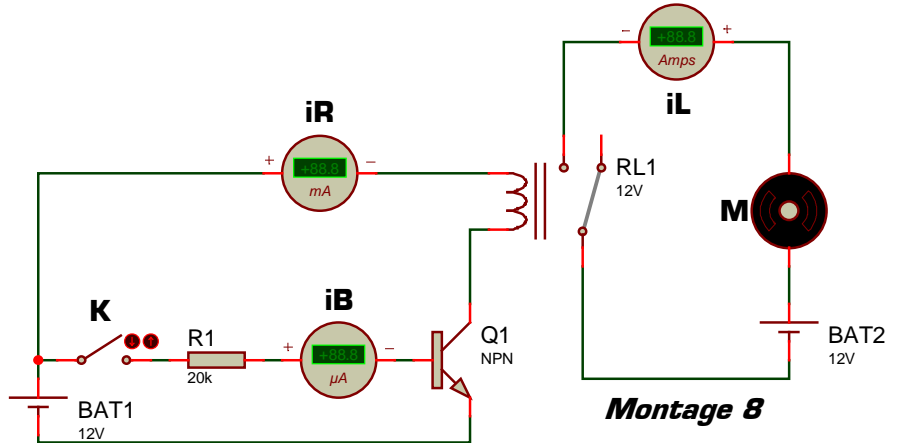 - +
+88.8
Amps
iL
iR
+ -
+88.8
mA
RL1
12V
M
K
iB
R1
20k
+ -
+88.8
µA
Q1
NPN
BAT2
12V
BAT1
12V
Montage 8